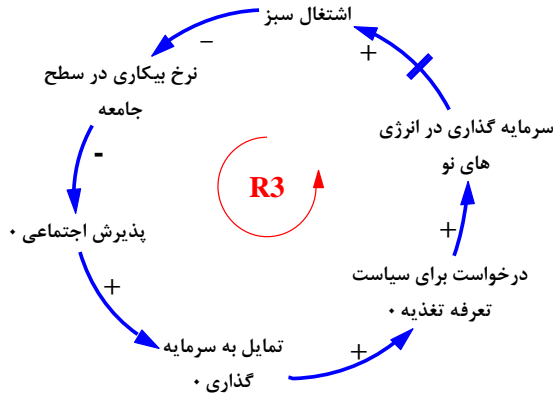 اشتغال سبز
–
+
نرخ بیکاری در سطح
جامعه
سرمایه گذاری در انرژی
های نو
-
R3
پذیرش اجتماعی ۰
+
+
درخواست برای سیاست
تعرفه تغذیه ۰
تمایل به سرمایه
گذاری ۰
+